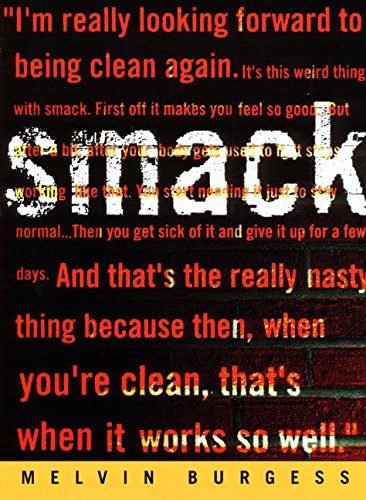 "I'm really looking forward to
being clean again. It's this weird thing
with smack. First off it makes you feel so good. But
smack
after a bit, after your body gets used to it, it stops
working like that. You start needing it just to stay
normal...Then you get sick of it and give it up for a few
days. And that's the really nasty
thing because then, when
you're clean, that's
when it works so well."
MELVIN BURGESS